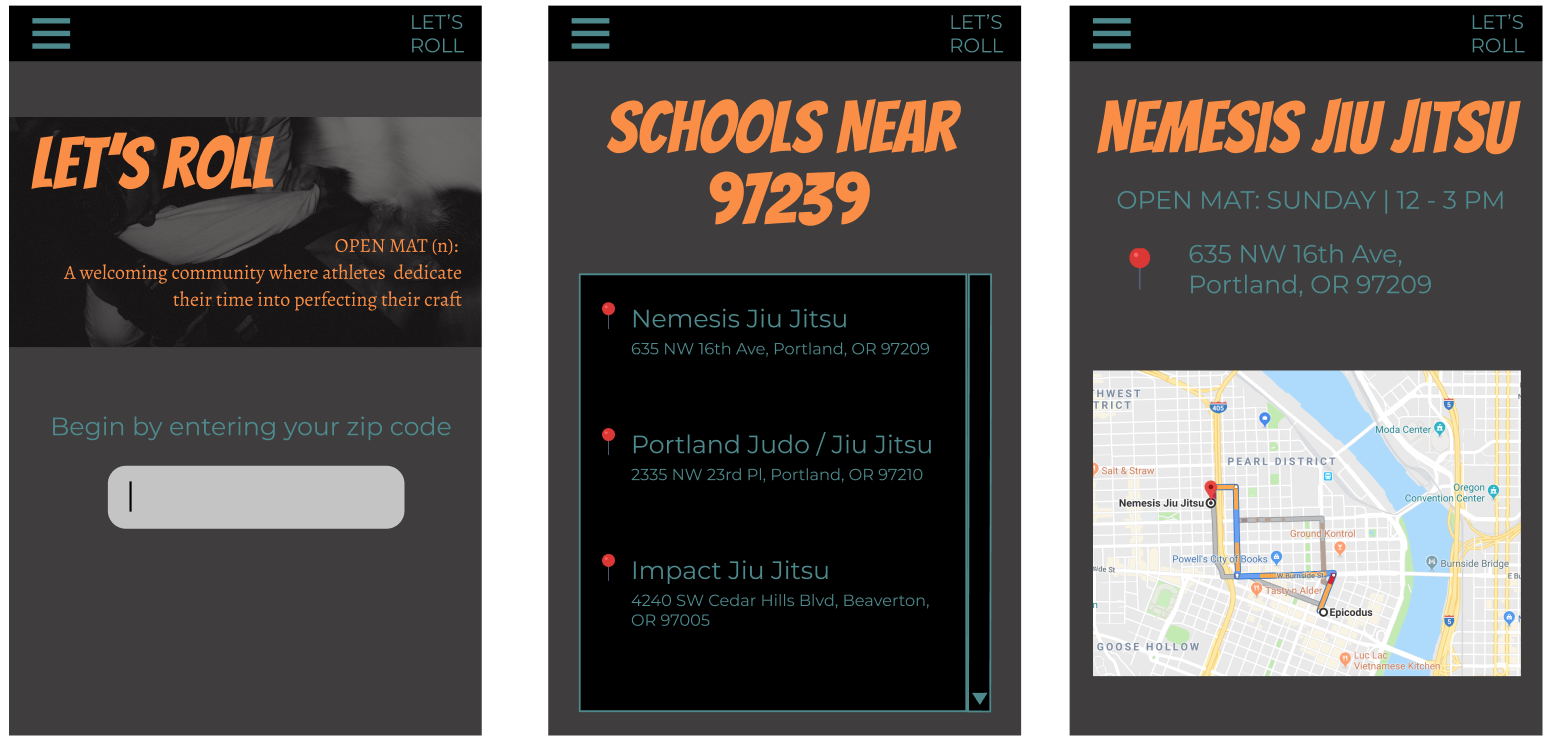 LET'S
ROLL
LET'S ROLL
OPEN MAT (n):
A welcoming community where athletes dedicate
their time into perfecting their craft
Begin by entering your zip code
LET'S
ROLL
SCHOOLS NEAR
97239
Nemesis Jiu Jitsu
635 NW 16th Ave, Portland, OR 97209
Portland Judo / Jiu Jitsu
2335 NW 23rd Pl, Portland, OR 97210
Impact Jiu Jitsu
4240 SW Cedar Hills Blvd, Beaverton,
OR 97005
LET'S
ROLL
NEMESIS JIU JITSU
OPEN MAT: SUNDAY | 12 - 3 PM
635 NW 16th Ave,
Portland, OR 97209
HWEST
TRICT
405
5
Moda Center
PEARL DISTRICT
Salt & Straw
Oregon
Convention Center
Nemesis Jiu Jitsu
Ground Kontrol
Powell's City of Books
Burnside Bridge
ide St
W Burnside St
E Bu
Tasty n Alder
Epicodus
5
GOOSE HOLLOW
Luc Lac
Vietnamese Kitchen